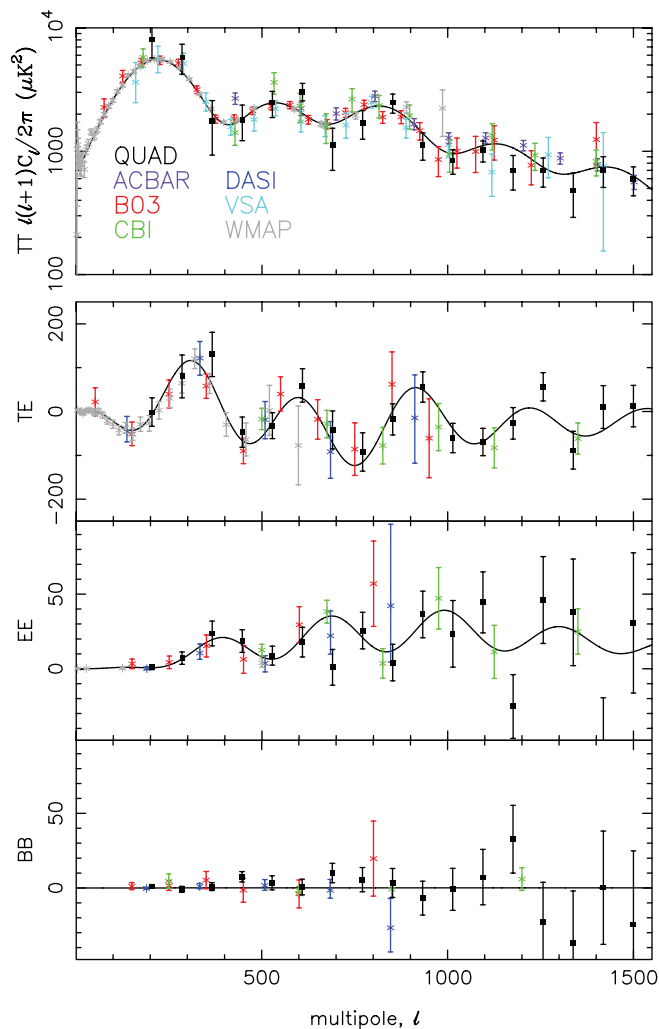 10⁴
1000
100
TT ℓ(ℓ+1)Cℓ/2π (μK²)
QUAD
ACBAR DASI
B03 VSA
CBI WMAP
200
0
−200
TE
50
0
EE
50
0
BB
500 1000 1500
multipole, ℓ